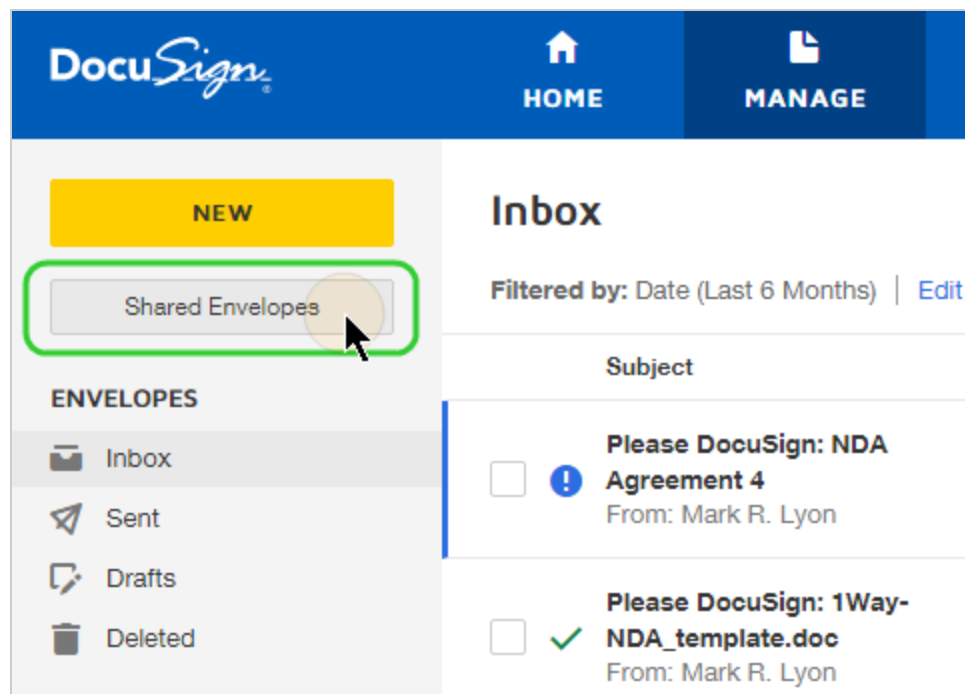 DocuSign®
HOME
MANAGE
NEW
Shared Envelopes
ENVELOPES
Inbox
Sent
Drafts
Deleted
Inbox
Filtered by: Date (Last 6 Months) | Edit
Subject
Please DocuSign: NDA
Agreement 4
From: Mark R. Lyon
Please DocuSign: 1Way-
NDA_template.doc
From: Mark R. Lyon